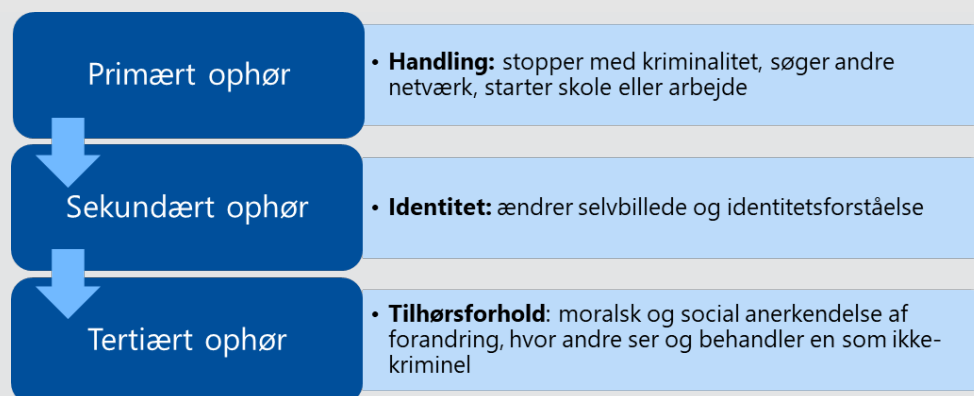 Primært ophør
• Handling: stopper med kriminalitet, søger andre
netværk, starter skole eller arbejde
Sekundært ophør
• Identitet: ændrer selvbillede og identitetsforståelse
Tertiært ophør
• Tilhørsforhold: moralsk og social anerkendelse af
forandring, hvor andre ser og behandler en som ikke-
kriminel